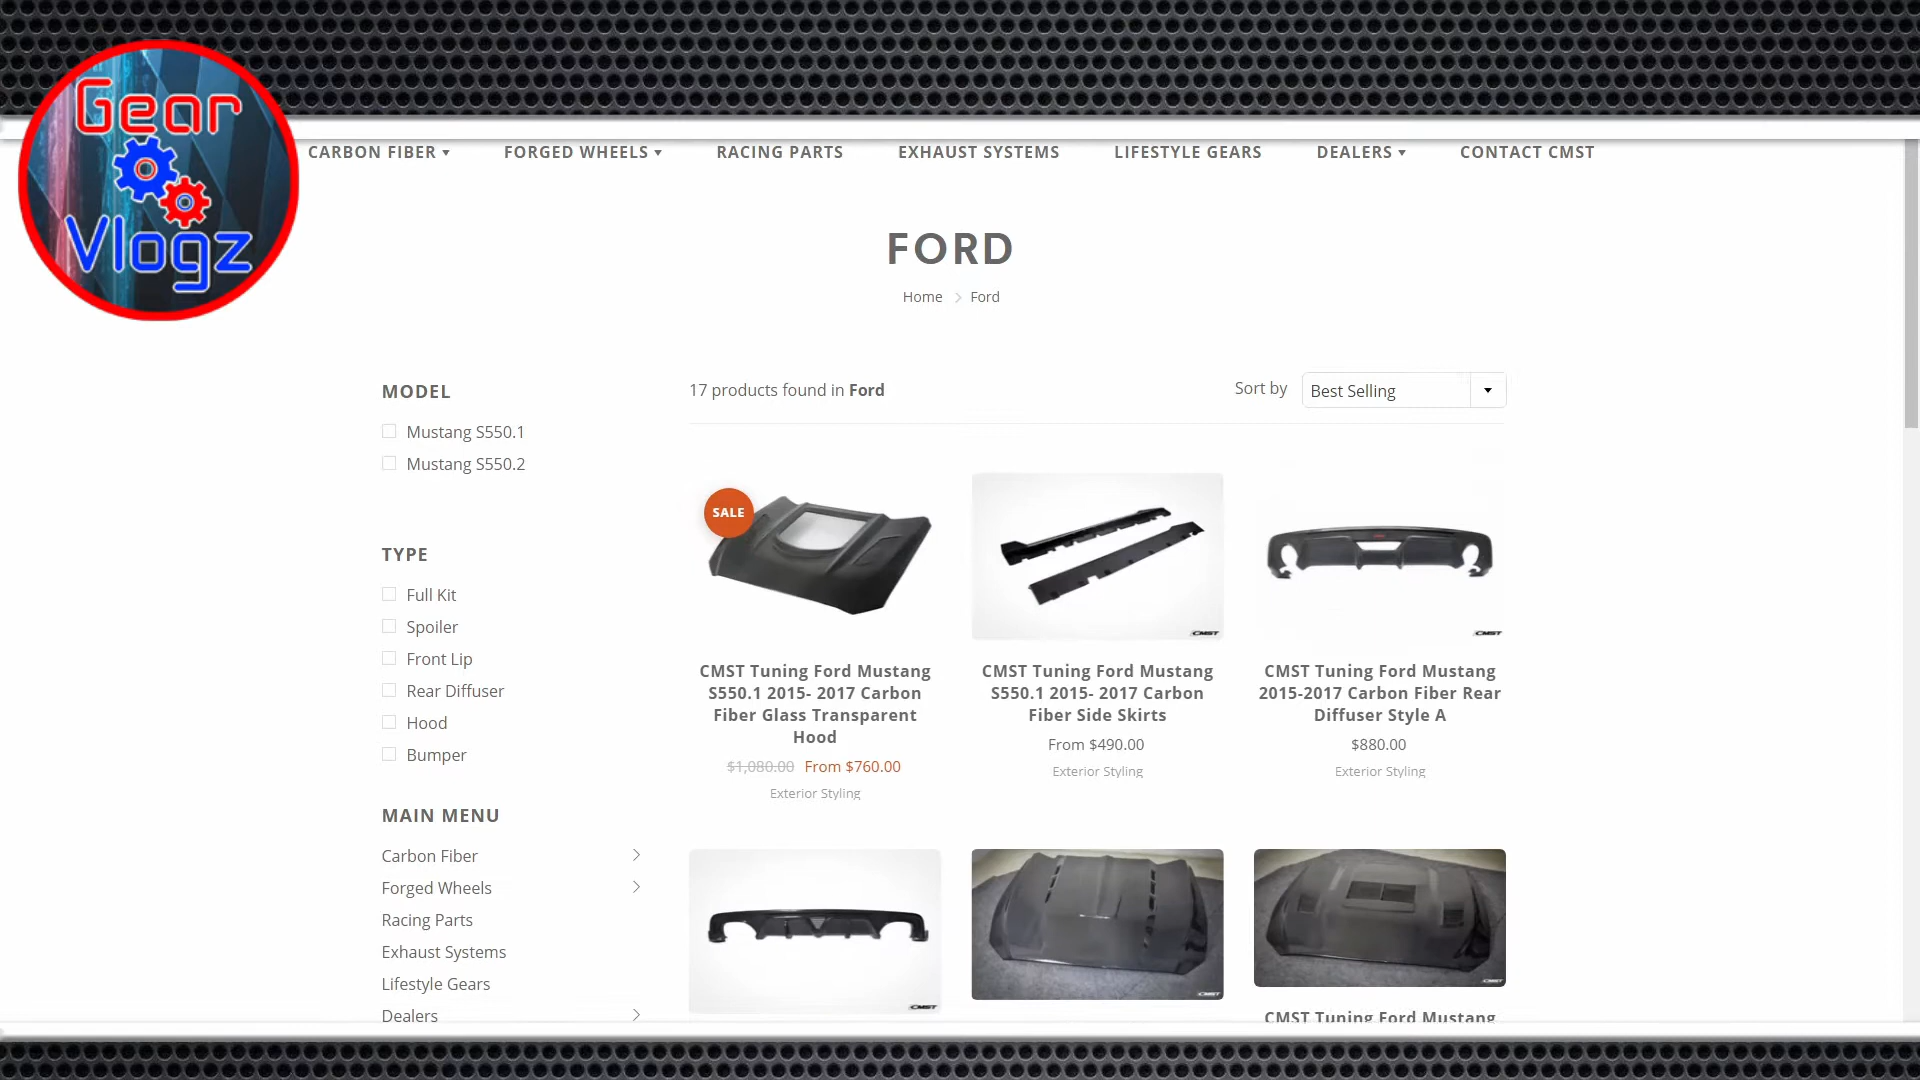 Gear
Vlogz
CARBON FIBER
FORGED WHEELS
RACING PARTS
EXHAUST SYSTEMS
LIFESTYLE GEARS
DEALERS
CONTACT CMST
FORD
Home
Ford
MODEL
Mustang S550.1
Mustang S550.2
TYPE
Full Kit
Spoiler
Front Lip
Rear Diffuser
Hood
Bumper
MAIN MENU
Carbon Fiber
Forged Wheels
Racing Parts
Exhaust Systems
Lifestyle Gears
Dealers
17 products found in Ford
Sort by
Best Selling
SALE
CMST Tuning Ford Mustang
S550.1 2015- 2017 Carbon
Fiber Glass Transparent
Hood
$1,080.00 From $760.00
Exterior Styling
CMST
CMST Tuning Ford Mustang
S550.1 2015- 2017 Carbon
Fiber Side Skirts
From $490.00
Exterior Styling
CMST
CMST Tuning Ford Mustang
2015-2017 Carbon Fiber Rear
Diffuser Style A
$880.00
Exterior Styling
CMST
CMST
CMST
CMST Tuning Ford Mustang